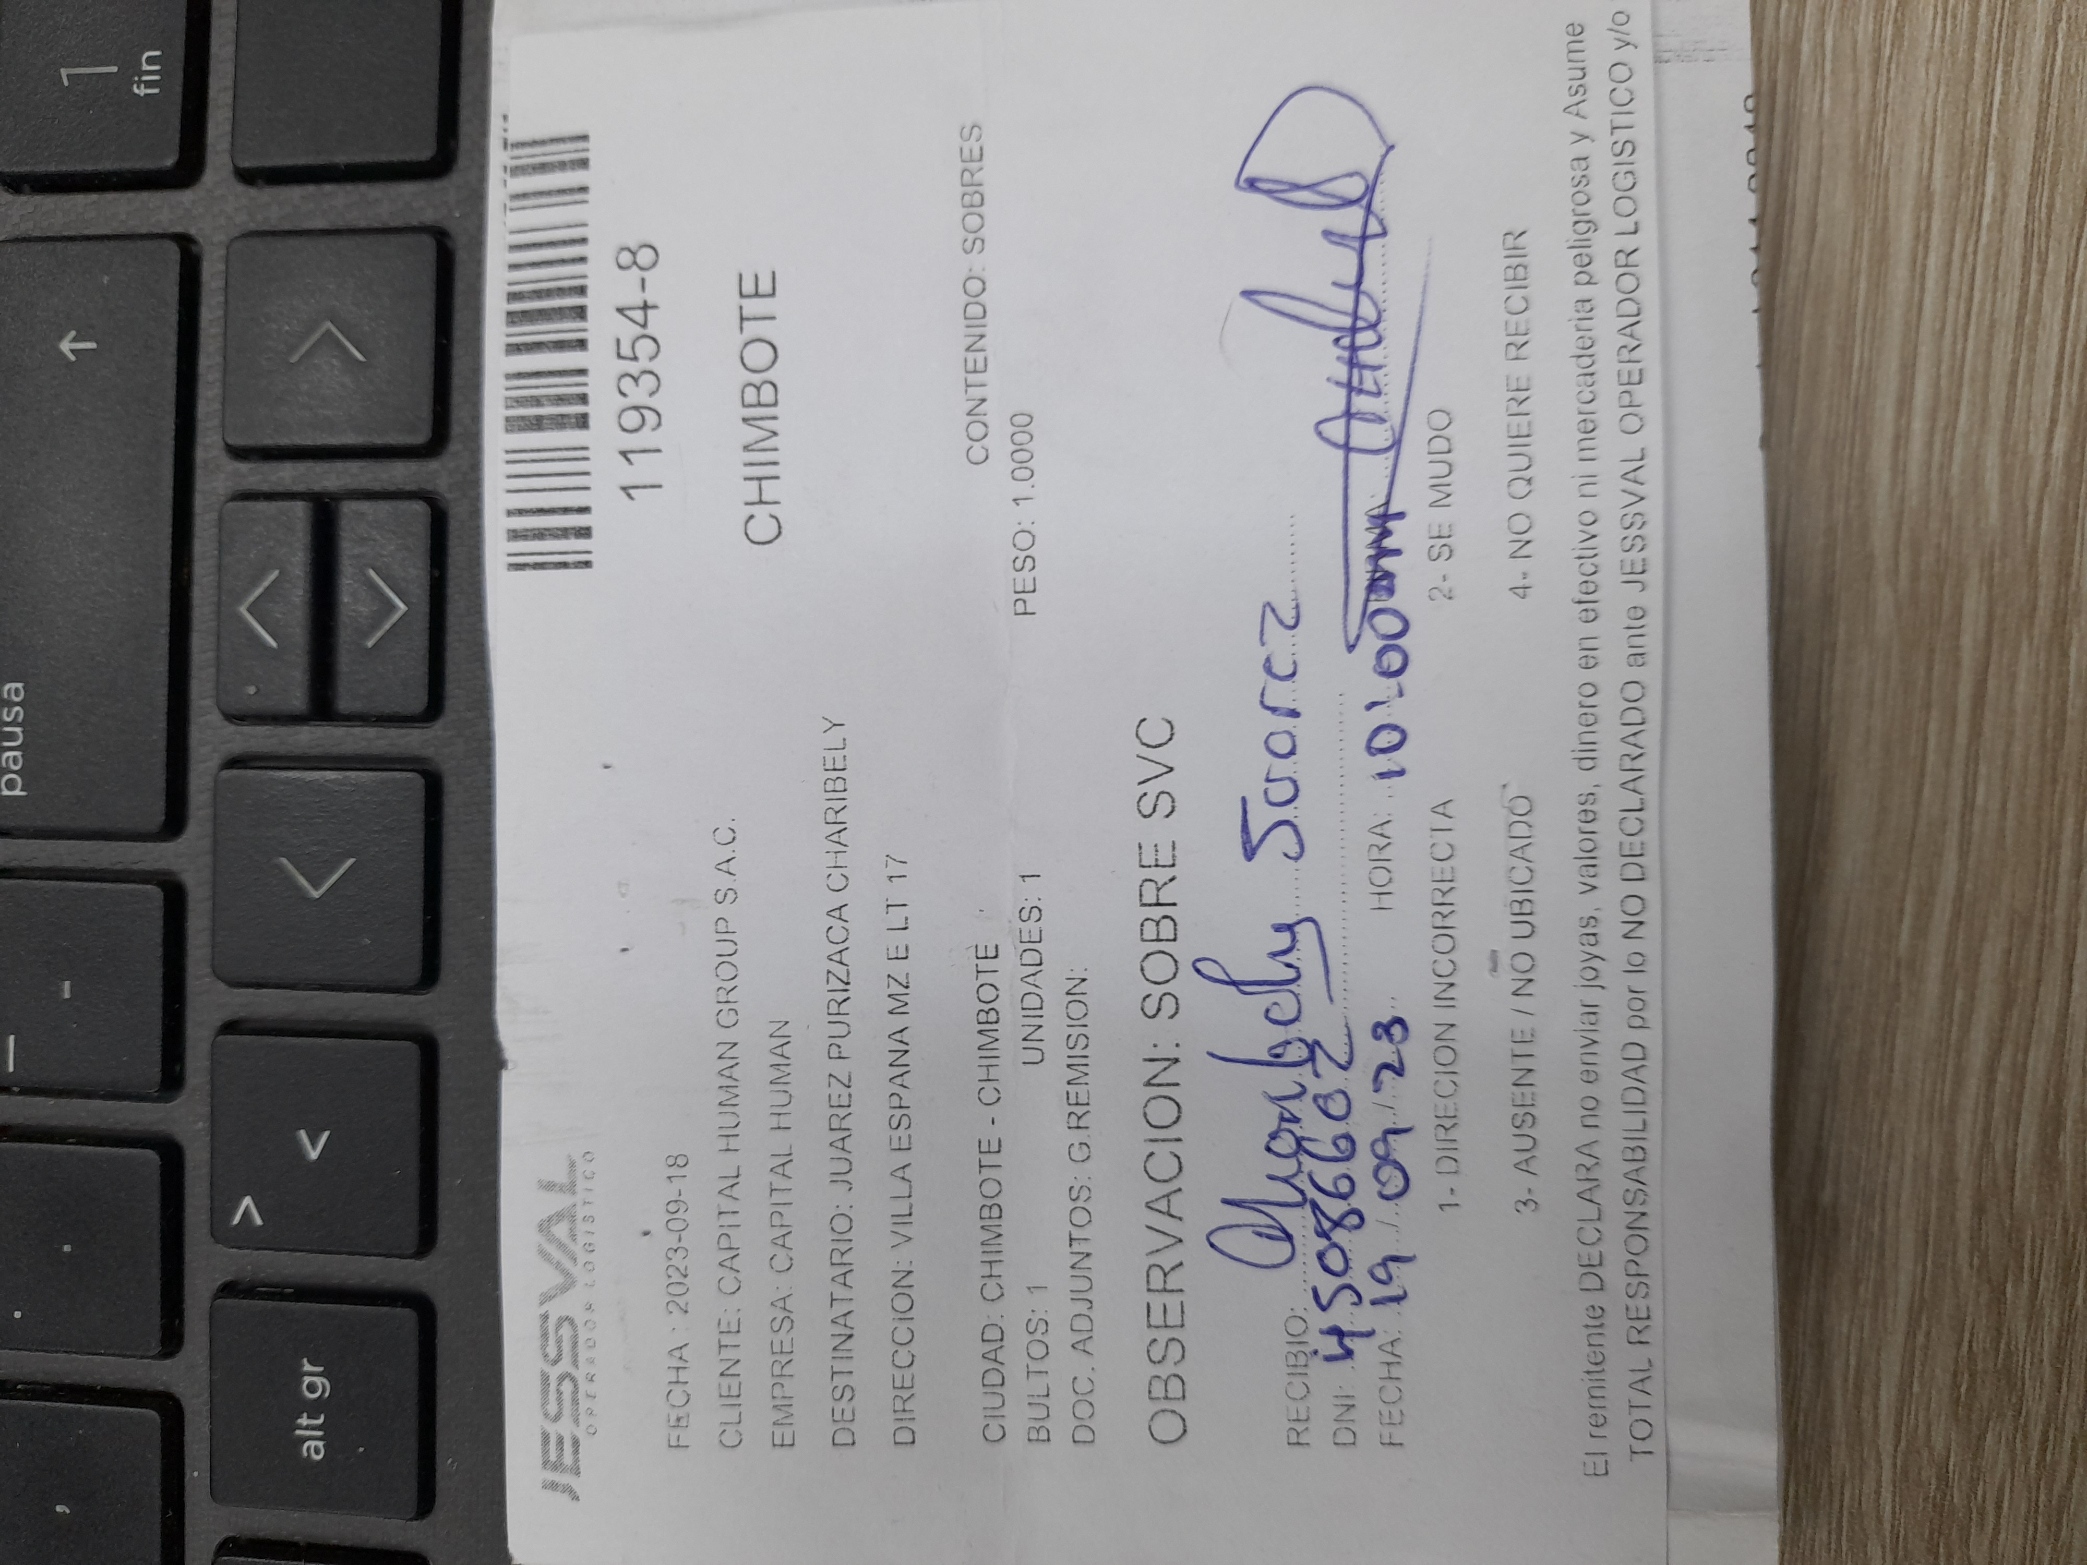 pausa
↑
1
fin
alt gr
>
<
JESSVAL
OPERADOR LOGISTICO
119354-8
FECHA : 2023-09-18
CLIENTE: CAPITAL HUMAN GROUP S.A.C.
CHIMBOTE
EMPRESA: CAPITAL HUMAN
DESTINATARIO: JUAREZ PURIZACA CHARIBELY
DIRECCION: VILLA ESPANA MZ E LT 17
CIUDAD: CHIMBOTE - CHIMBOTE CONTENIDO: SOBRES
BULTOS: 1 UNIDADES: 1 PESO: 1.0000
DOC. ADJUNTOS: G.REMISION:
OBSERVACION: SOBRE SVC
RECIBIO: Charibely Juarez
DNI: 45086602
FECHA: 19 / 09 / 23 HORA: 10:00am FIRMA:
1- DIRECION INCORRECTA 2- SE MUDO
3- AUSENTE / NO UBICADO 4- NO QUIERE RECIBIR
El remitente DECLARA no enviar joyas, valores, dinero en efectivo ni mercaderia peligrosa y Asume
TOTAL RESPONSABILIDAD por lo NO DECLARADO ante JESSVAL OPERADOR LOGISTICO y/o